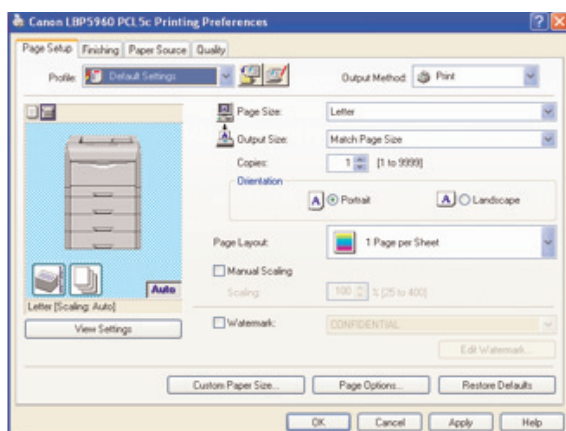 Canon LBP5960 PCL5c Printing Preferences
Page Setup Finishing Paper Source Quality
Profile: Default Settings Output Method: Print
Page Size: Letter
Output Size: Match Page Size
Copies: 1 [1 to 9999]
Orientation
A Portrait A Landscape
Page Layout: 1 Page per Sheet
Manual Scaling
Auto
Scaling: 100 % [25 to 400]
Letter [Scaling: Auto]
View Settings
Watermark: CONFIDENTIAL
Edit Watermark...
Custom Paper Size... Page Options... Restore Defaults
OK Cancel Apply Help